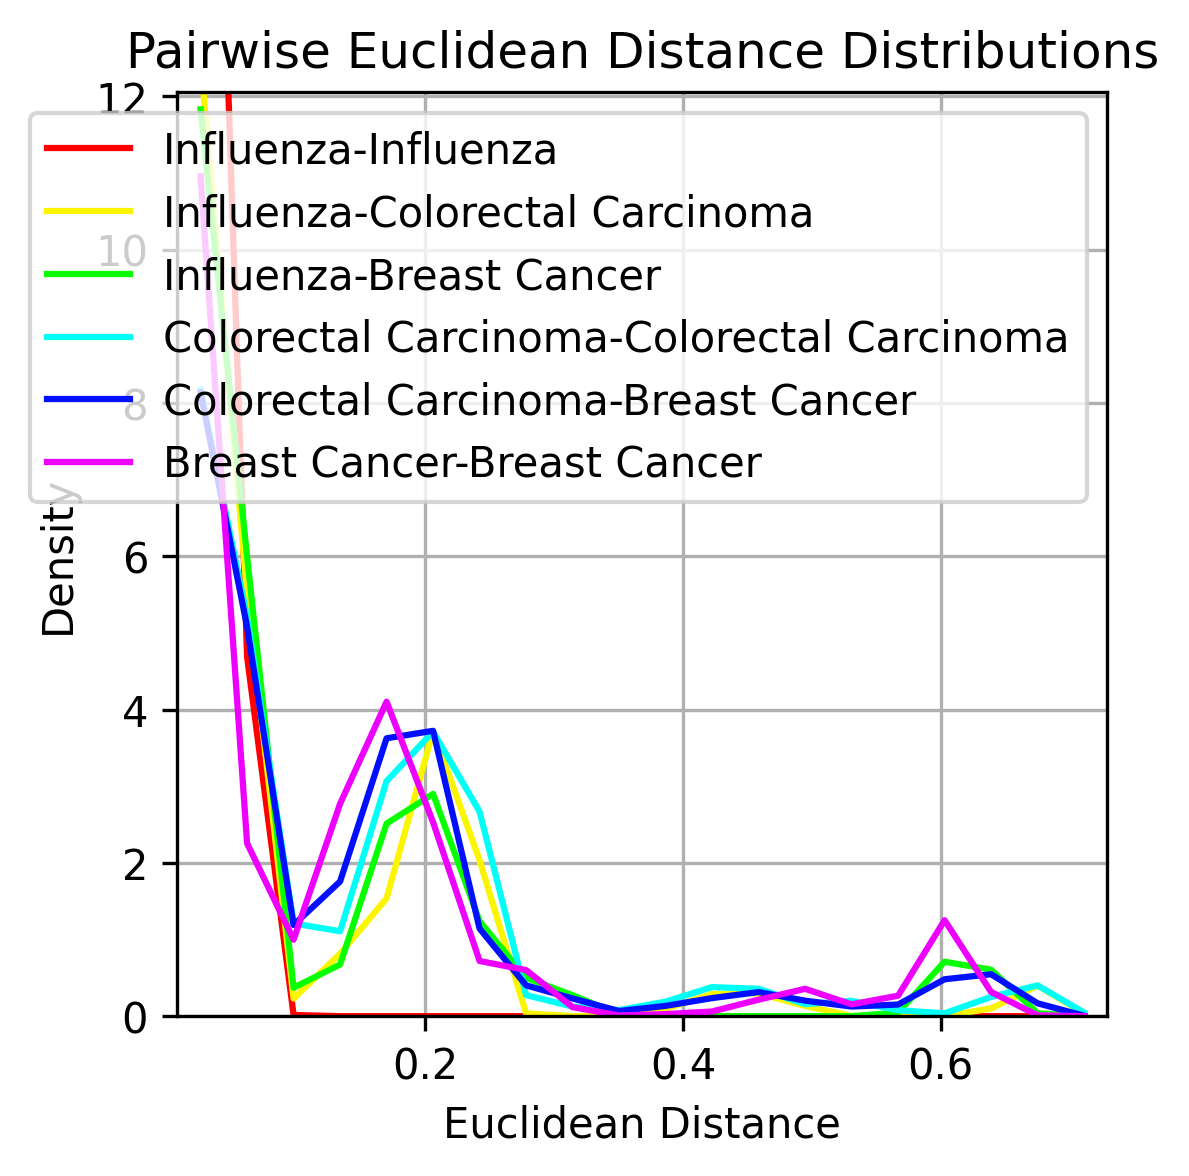 Pairwise Euclidean Distance Distributions
12
10
8
6
4
2
0
Density
Influenza-Influenza
Influenza-Colorectal Carcinoma
Influenza-Breast Cancer
Colorectal Carcinoma-Colorectal Carcinoma
Colorectal Carcinoma-Breast Cancer
Breast Cancer-Breast Cancer
0.2 0.4 0.6
Euclidean Distance